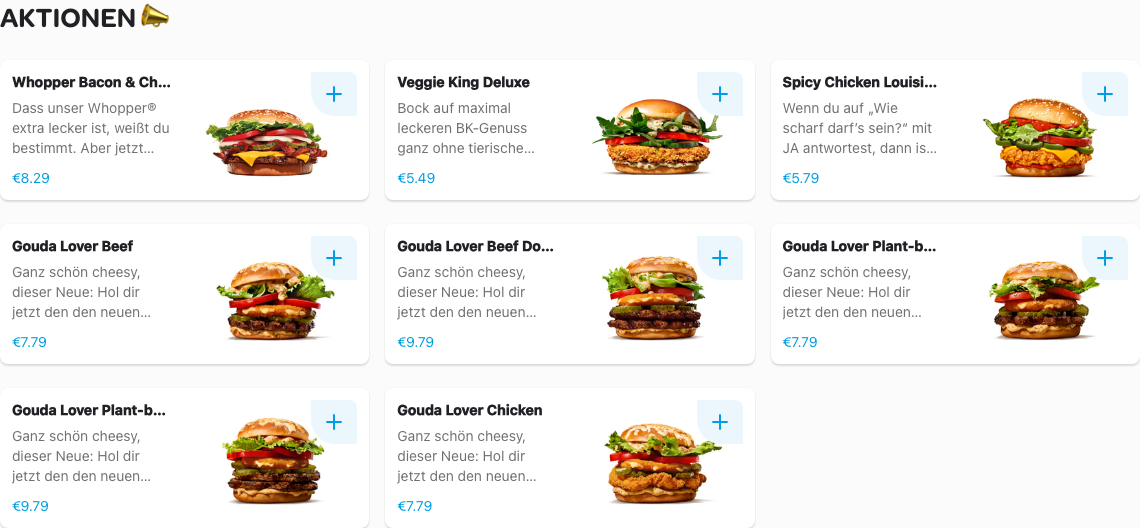 AKTIONEN
Whopper Bacon & Ch...
Dass unser Whopper®
extra lecker ist, weißt du
bestimmt. Aber jetzt...
€8.29
Veggie King Deluxe
Bock auf maximal
leckeren BK-Genuss
ganz ohne tierische...
€5.49
Spicy Chicken Louisi...
Wenn du auf „Wie
scharf darf's sein?“ mit
JA antwortest, dann is...
€5.79
Gouda Lover Beef
Ganz schön cheesy,
dieser Neue: Hol dir
jetzt den den neuen...
€7.79
Gouda Lover Beef Do...
Ganz schön cheesy,
dieser Neue: Hol dir
jetzt den den neuen...
€9.79
Gouda Lover Plant-b...
Ganz schön cheesy,
dieser Neue: Hol dir
jetzt den den neuen...
€7.79
Gouda Lover Plant-b...
Ganz schön cheesy,
dieser Neue: Hol dir
jetzt den den neuen...
€9.79
Gouda Lover Chicken
Ganz schön cheesy,
dieser Neue: Hol dir
jetzt den den neuen...
€7.79